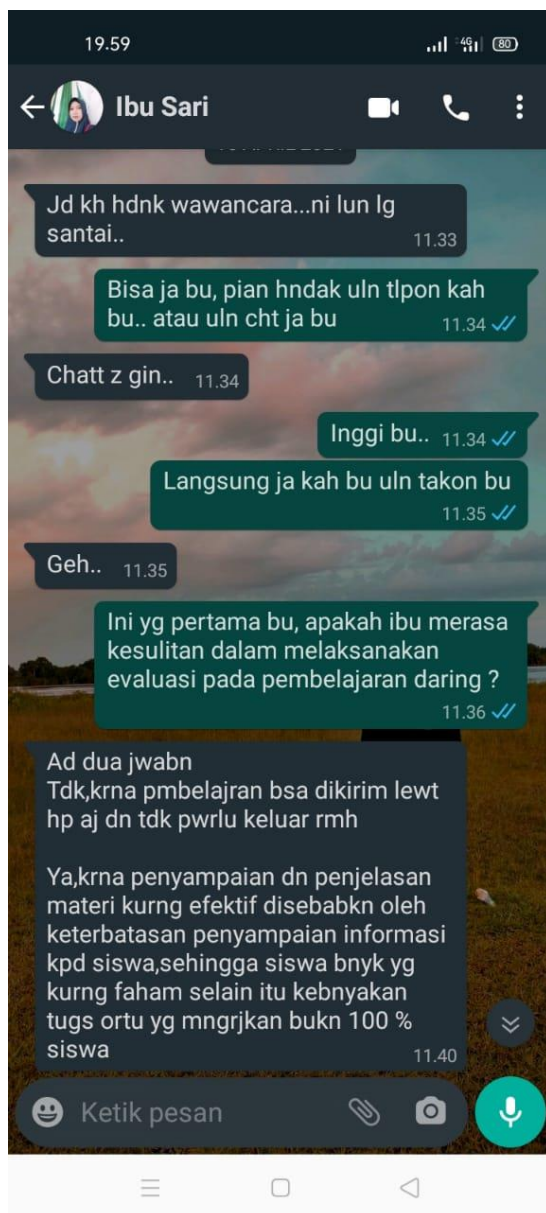 19.59
4G
80
Ibu Sari
Jd kh hdnk wawancara...ni lun lg
santai..
11.33
Bisa ja bu, pian hndak uln tlpon kah
bu.. atau uln cht ja bu
11.34
Chatt z gin..
11.34
Inggi bu..
11.34
Langsung ja kah bu uln takon bu
11.35
Geh..
11.35
Ini yg pertama bu, apakah ibu merasa
kesulitan dalam melaksanakan
evaluasi pada pembelajaran daring ?
11.36
Ad dua jwabn
Tdk,krna pmbelajran bsa dikirim lewt
hp aj dn tdk pwrlu keluar rmh
Ya,krna penyampaian dn penjelasan
materi kurng efektif disebabkn oleh
keterbatasan penyampaian informasi
kpd siswa,sehingga siswa bnyk yg
kurng faham selain itu kebnyakan
tugs ortu yg mngrjkan bukn 100 %
siswa
11.40
Ketik pesan